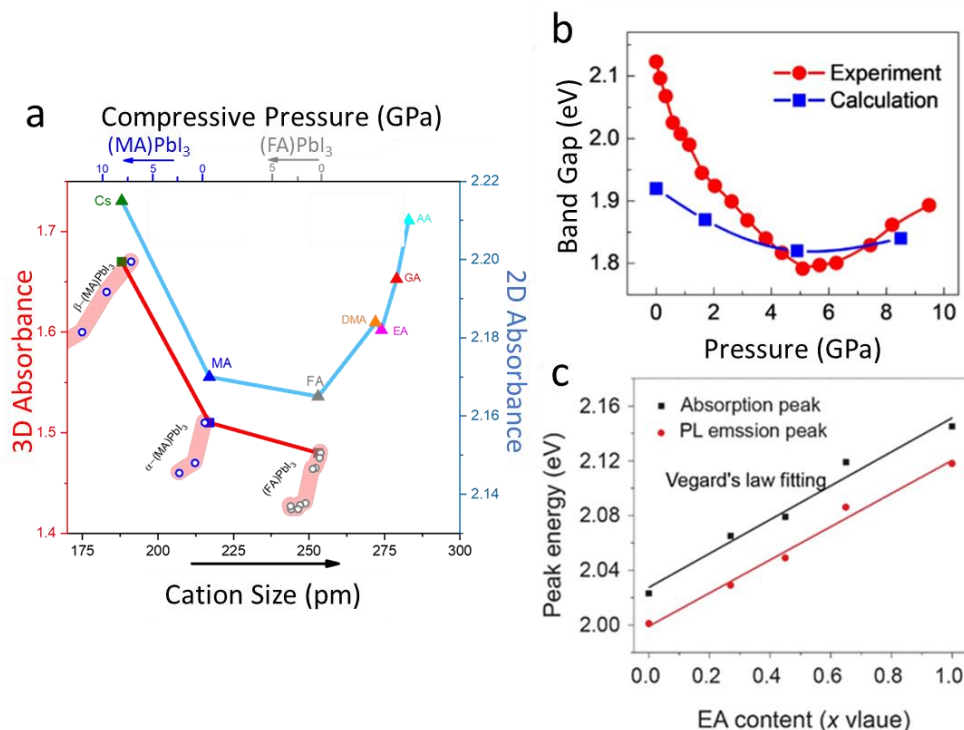 a
Compressive Pressure (GPa)
(MA)PbI3
(FA)PbI3
10 5 0 5 0
1.7
1.6
1.5
1.4
3D Absorbance
2.22
2.20
2.18
2.16
2.14
2D Absorbance
Cs
AA
GA
DMA
EA
MA
FA
β-(MA)PbI3
α-(MA)PbI3
(FA)PbI3
175 200 225 250 275 300
Cation Size (pm)
b
Band Gap (eV)
2.1
2.0
1.9
1.8
Experiment
Calculation
0 2 4 6 8 10
Pressure (GPa)
c
Peak energy (eV)
2.16
2.12
2.08
2.04
2.00
Absorption peak
PL emssion peak
Vegard's law fitting
0.0 0.2 0.4 0.6 0.8 1.0
EA content (x vlaue)